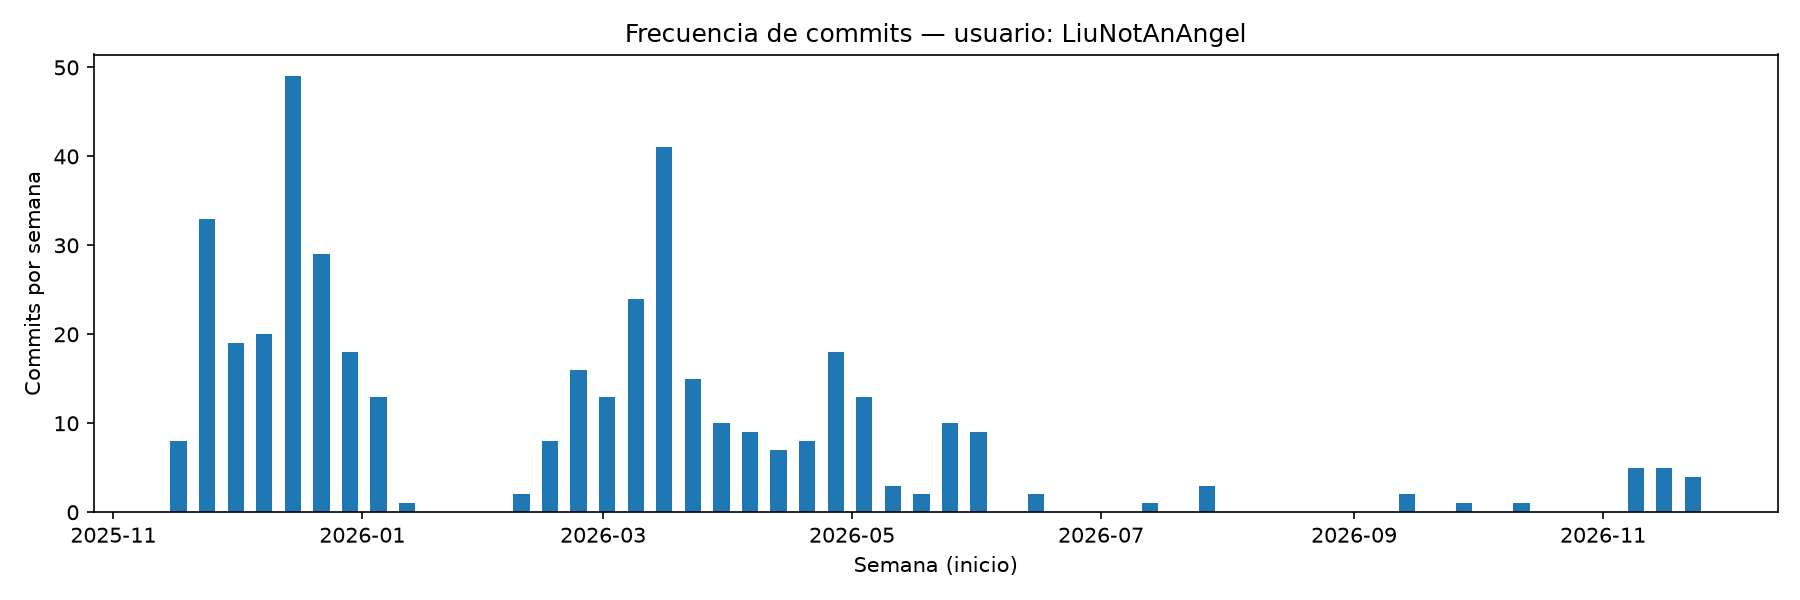 Frecuencia de commits — usuario: LiuNotAnAngel
Commits por semana
50
40
30
20
10
0
2025-11 2026-01 2026-03 2026-05 2026-07 2026-09 2026-11
Semana (inicio)